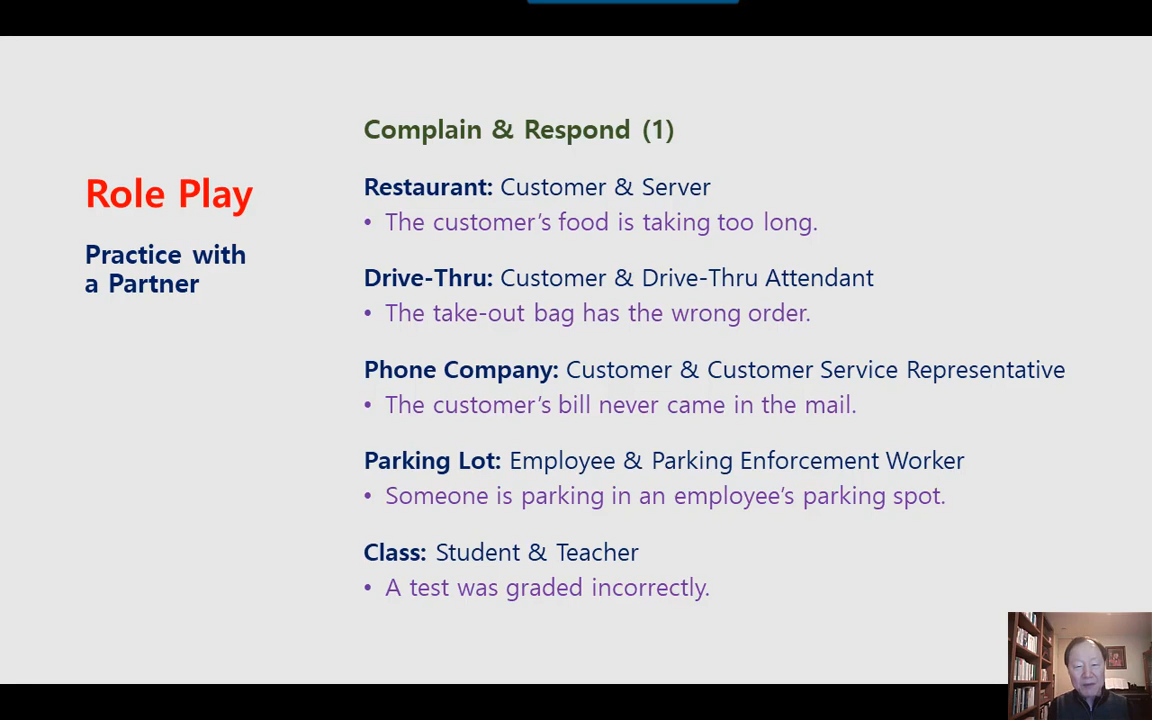 Complain & Respond (1)
Role Play
Practice with
a Partner
Restaurant: Customer & Server
• The customer's food is taking too long.
Drive-Thru: Customer & Drive-Thru Attendant
• The take-out bag has the wrong order.
Phone Company: Customer & Customer Service Representative
• The customer's bill never came in the mail.
Parking Lot: Employee & Parking Enforcement Worker
• Someone is parking in an employee's parking spot.
Class: Student & Teacher
• A test was graded incorrectly.